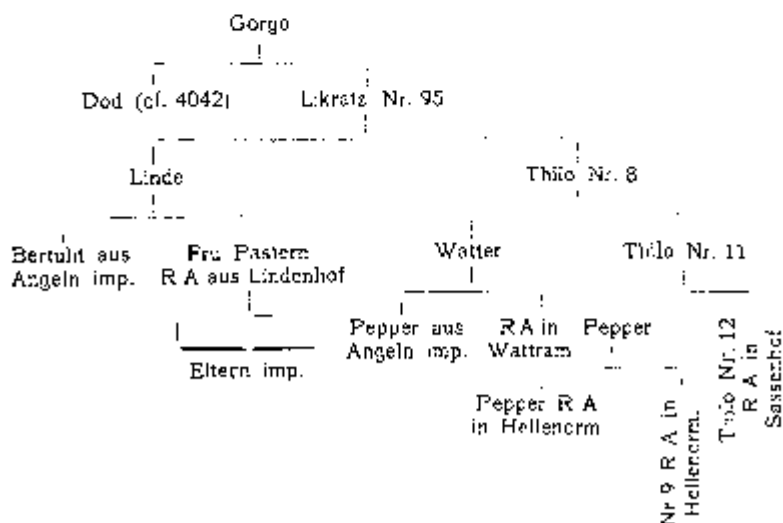 Gorgo
Dod (cf. 4042) Likrats Nr. 95
Linde Thilo Nr. 8
Bertuht aus
Angeln imp.
Fru Pastern
R A aus Lindenhof
Watter Thilo Nr. 11
Eltern imp.
Pepper aus
Angeln imp.
R A in
Wattram
Pepper
Pepper R A
in Hellenorm
Nr 9 R A in
Hellenorm.
Thilo Nr. 12
R A in
Sassenhof